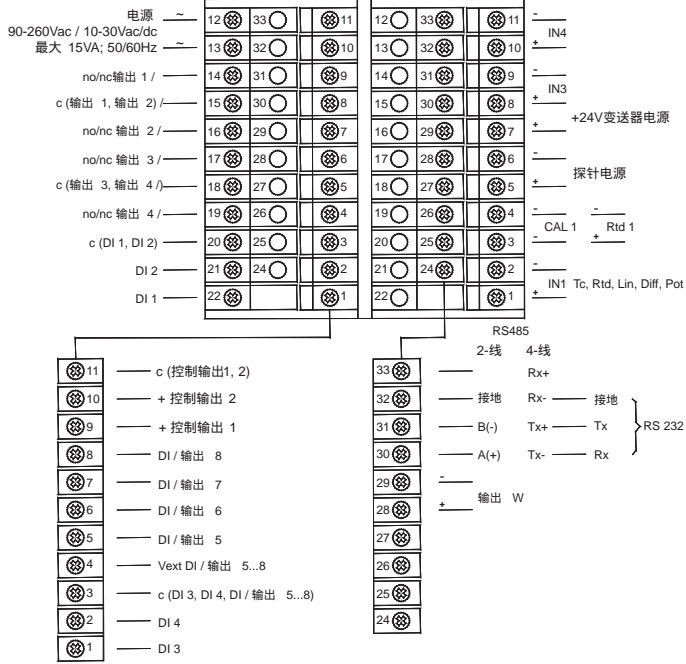 电源 ~ 12 33 11 12 33 11 -
90-260Vac / 10-30Vac/dc IN4
最大 15VA; 50/60Hz ~ 13 32 10 13 32 10 +
no/nc输出 1 / 14 31 9 14 31 9 -
IN3
c (输出 1, 输出 2) / 15 30 8 15 30 8 +
+24V变送器电源
no/nc 输出 2 / 16 29 7 16 29 7 +
no/nc 输出 3 / 17 28 6 17 28 6 -
探针电源
c (输出 3, 输出 4 /) 18 27 5 18 27 5 +
no/nc 输出 4 / 19 26 4 19 26 4 - -
CAL 1 Rtd 1
c (DI 1, DI 2) 20 25 3 20 25 3 - +
DI 2 21 24 2 21 24 2 -
IN1 Tc, Rtd, Lin, Diff, Pot
DI 1 22 1 22 1 +
RS485
2-线 4-线
11 c (控制输出1, 2)
10 + 控制输出 2
9 + 控制输出 1
8 DI / 输出 8
7 DI / 输出 7
6 DI / 输出 6
5 DI / 输出 5
4 Vext DI / 输出 5...8
3 c (DI 3, DI 4, DI / 输出 5...8)
2 DI 4
1 DI 3
33 Rx+
32 接地 Rx- 接地
31 B(-) Tx+ Tx RS 232
30 A(+) Tx- Rx
29 -
输出 W
28 +
27
26
25
24